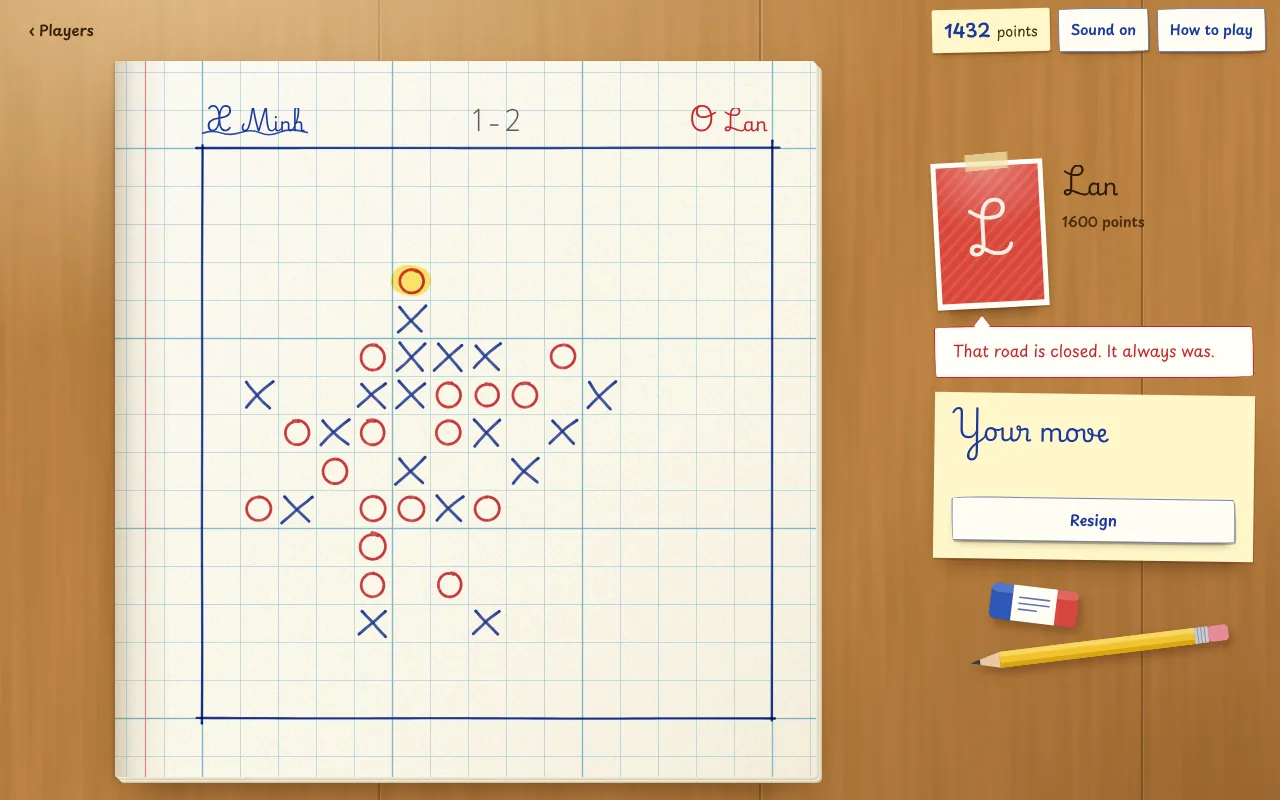 ‹ Players
1432 points
Sound on
How to play
X Minh
1 - 2
O Lan
L
Lan
1600 points
That road is closed. It always was.
Your move
Resign